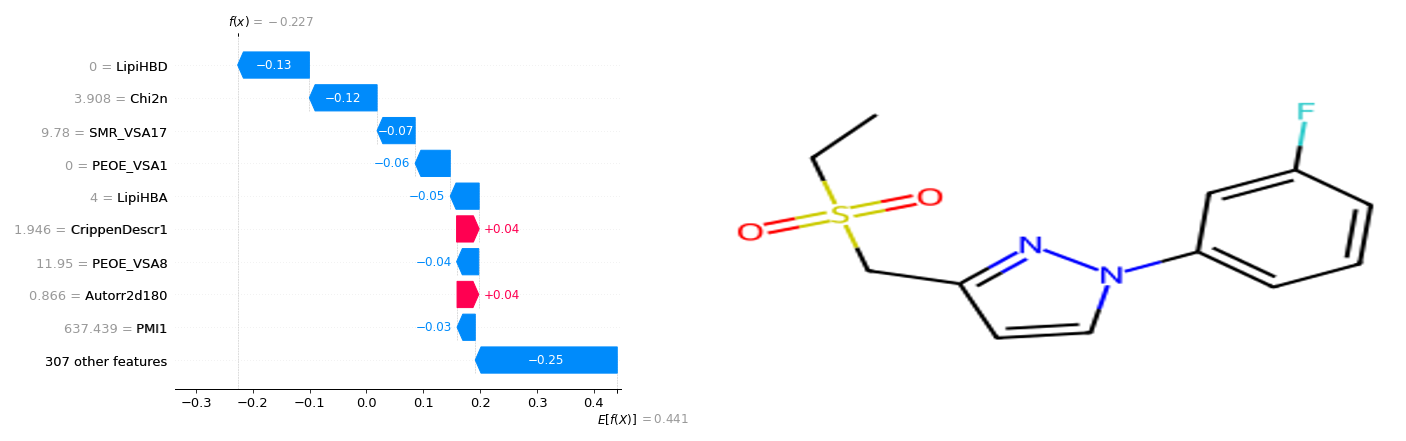 f(x) = −0.227
0 = LipiHBD
−0.13
3.908 = Chi2n
−0.12
9.78 = SMR_VSA17
−0.07
0 = PEOE_VSA1
−0.06
4 = LipiHBA
−0.05
1.946 = CrippenDescr1
+0.04
11.95 = PEOE_VSA8
−0.04
0.866 = Autorr2d180
+0.04
637.439 = PMI1
−0.03
307 other features
−0.25
−0.3 −0.2 −0.1 0.0 0.1 0.2 0.3 0.4
E[f(X)] = 0.441
F
O
S
O
N
N